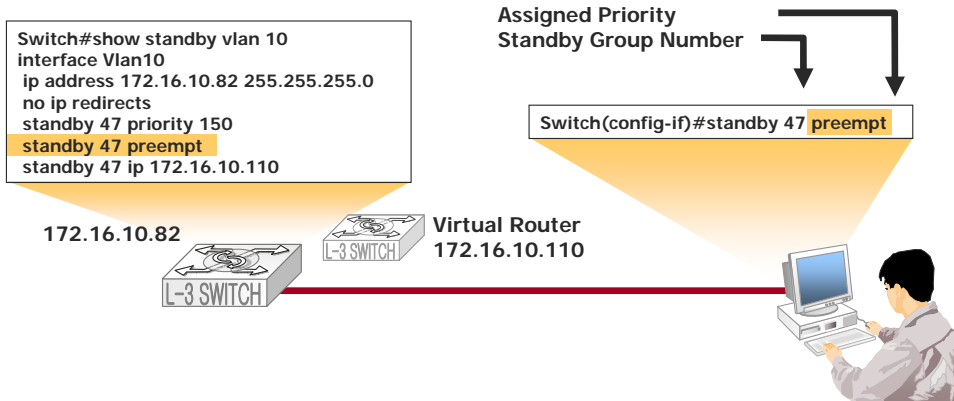 Switch#show standby vlan 10
interface Vlan10
ip address 172.16.10.82 255.255.255.0
no ip redirects
standby 47 priority 150
standby 47 preempt
standby 47 ip 172.16.10.110
Assigned Priority
Standby Group Number
Switch(config-if)#standby 47 preempt
172.16.10.82
L-3 SWITCH
Virtual Router
172.16.10.110
L-3 SWITCH